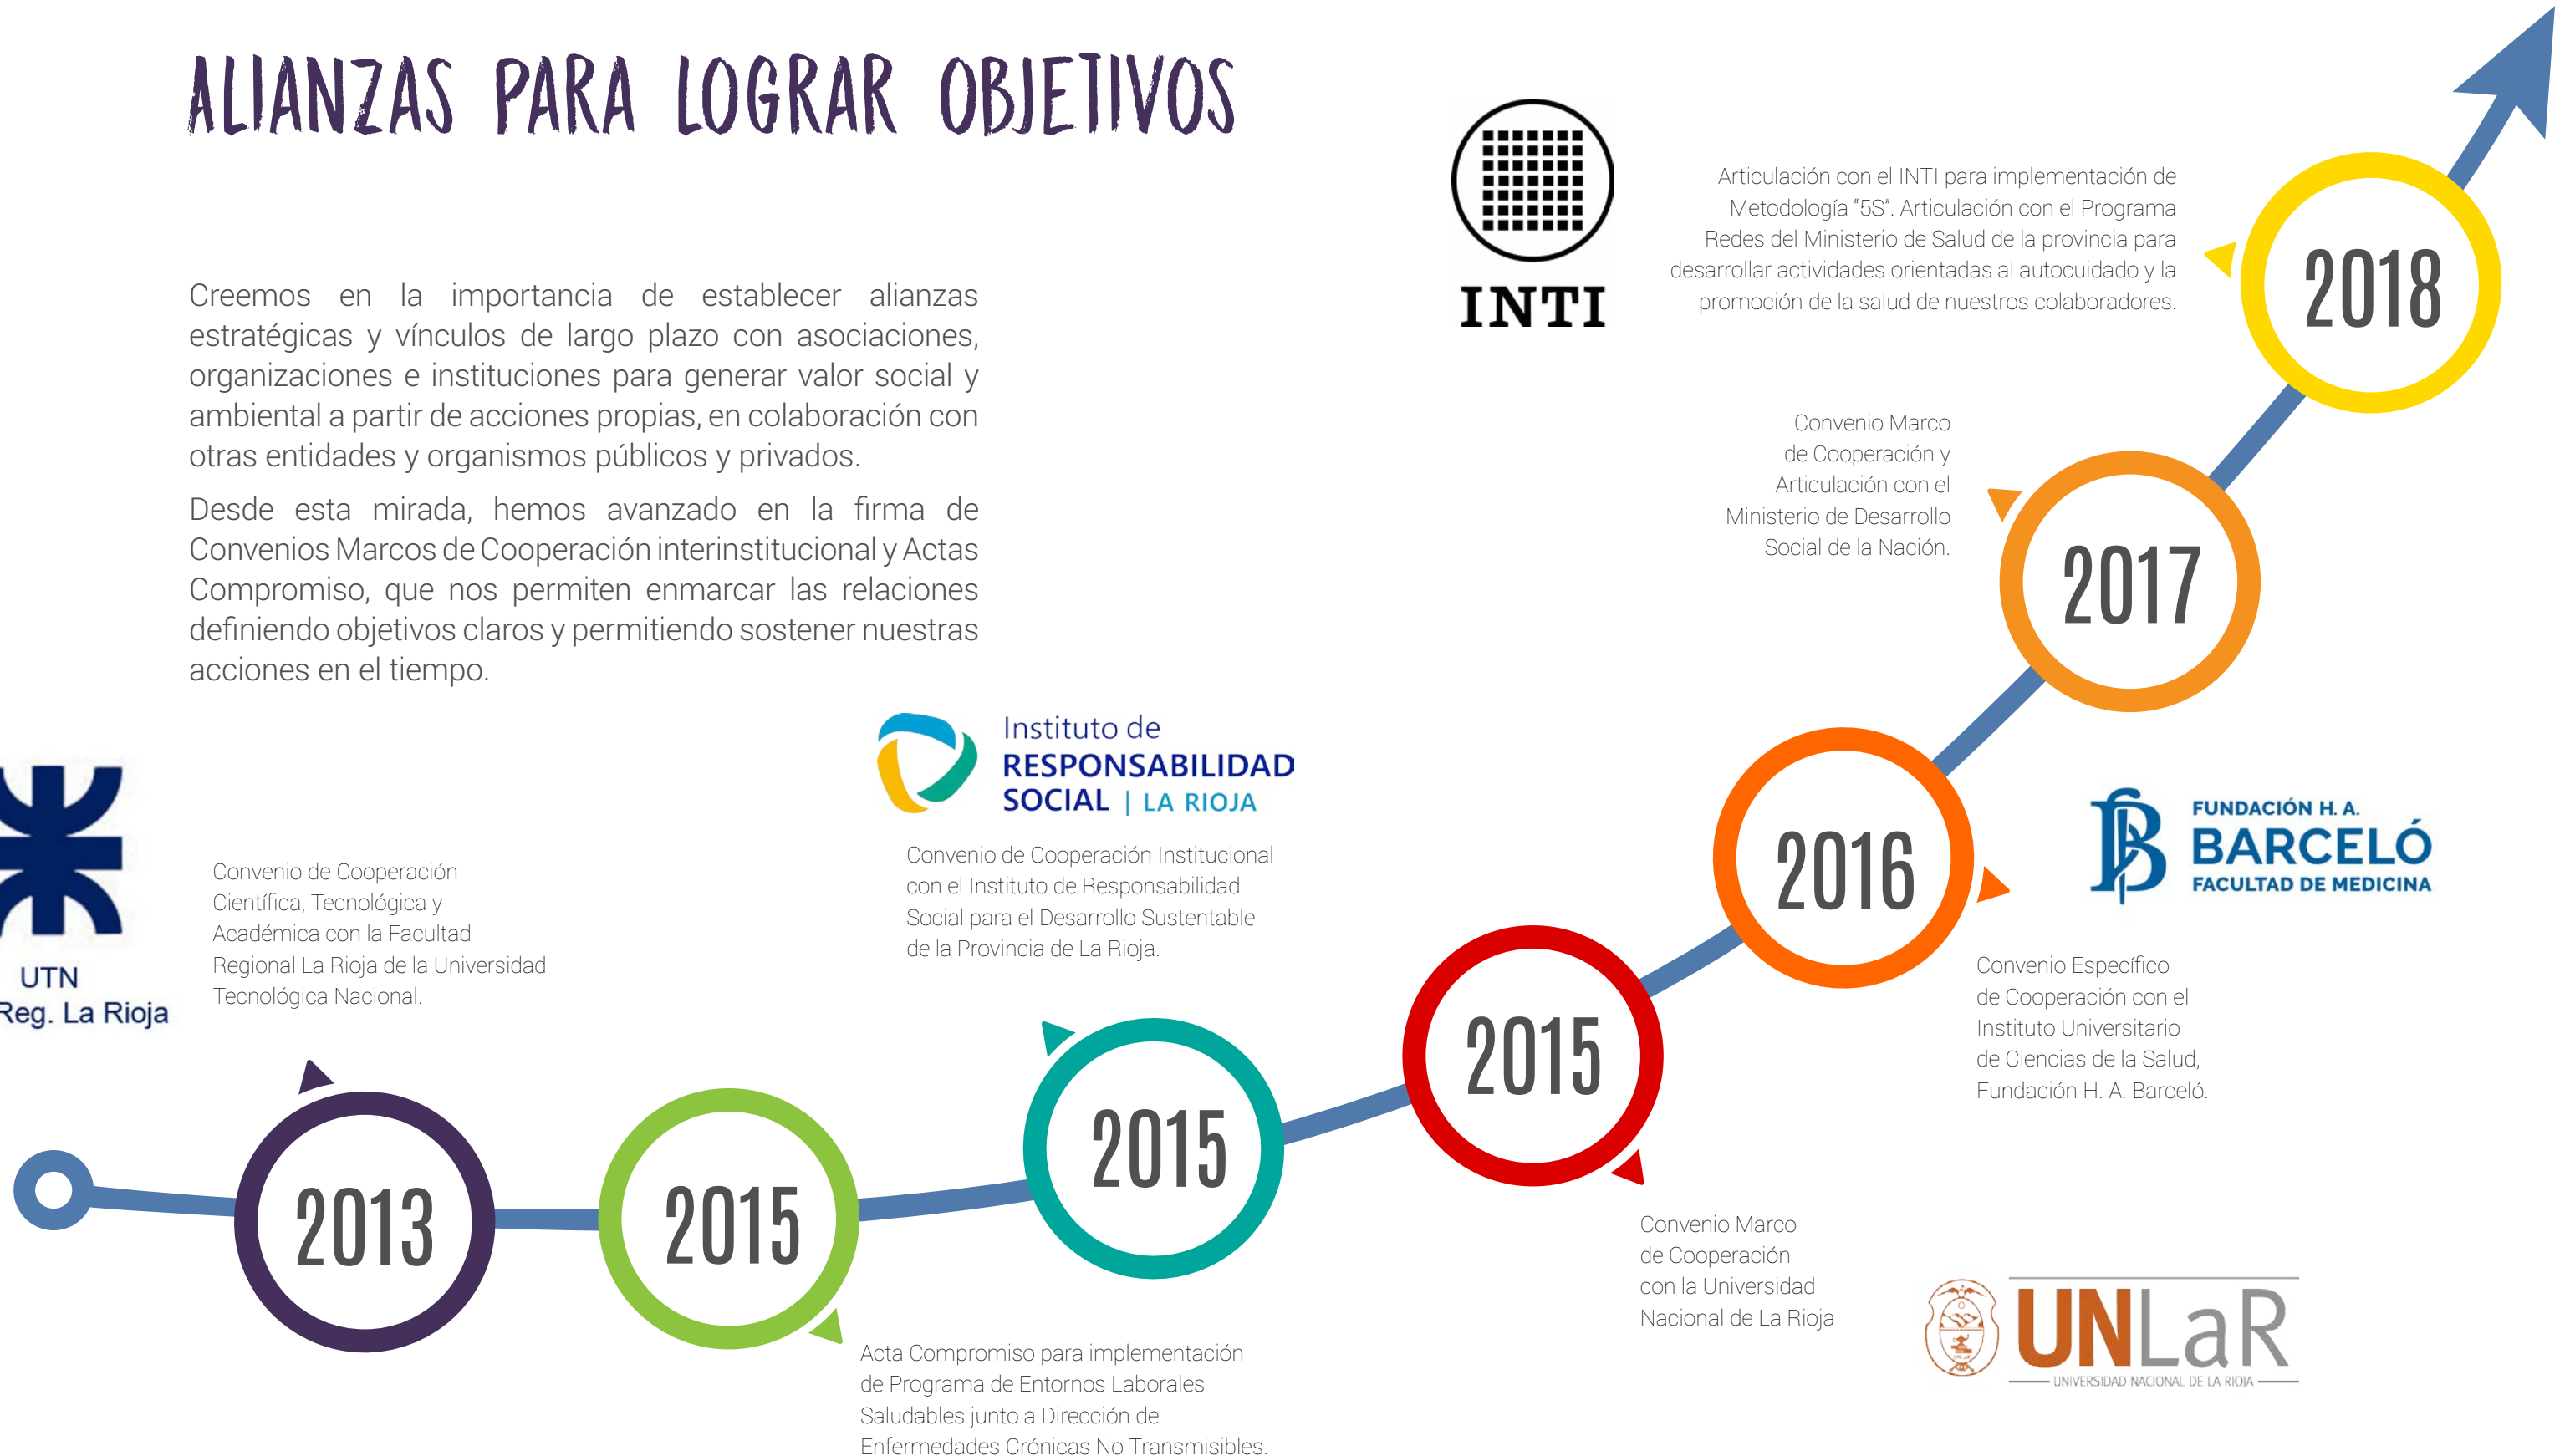 ALIANZAS PARA LOGRAR OBJETIVOS
Creemos en la importancia de establecer alianzas
estratégicas y vínculos de largo plazo con asociaciones,
organizaciones e instituciones para generar valor social y
ambiental a partir de acciones propias, en colaboración con
otras entidades y organismos públicos y privados.
Desde esta mirada, hemos avanzado en la firma de
Convenios Marcos de Cooperación interinstitucional y Actas
Compromiso, que nos permiten enmarcar las relaciones
definiendo objetivos claros y permitiendo sostener nuestras
acciones en el tiempo.
UTN
Reg. La Rioja
Convenio de Cooperación
Científica, Tecnológica y
Académica con la Facultad
Regional La Rioja de la Universidad
Tecnológica Nacional.
2013
2015
Acta Compromiso para implementación
de Programa de Entornos Laborales
Saludables junto a Dirección de
Enfermedades Crónicas No Transmisibles.
Instituto de
RESPONSABILIDAD
SOCIAL | LA RIOJA
Convenio de Cooperación Institucional
con el Instituto de Responsabilidad
Social para el Desarrollo Sustentable
de la Provincia de La Rioja.
2015
2015
Convenio Marco
de Cooperación
con la Universidad
Nacional de La Rioja
UNLaR
UNIVERSIDAD NACIONAL DE LA RIOJA
2016
FUNDACIÓN H. A.
BARCELÓ
FACULTAD DE MEDICINA
Convenio Específico
de Cooperación con el
Instituto Universitario
de Ciencias de la Salud,
Fundación H. A. Barceló.
2017
Convenio Marco
de Cooperación y
Articulación con el
Ministerio de Desarrollo
Social de la Nación.
2018
INTI
Articulación con el INTI para implementación de
Metodología "5S". Articulación con el Programa
Redes del Ministerio de Salud de la provincia para
desarrollar actividades orientadas al autocuidado y la
promoción de la salud de nuestros colaboradores.